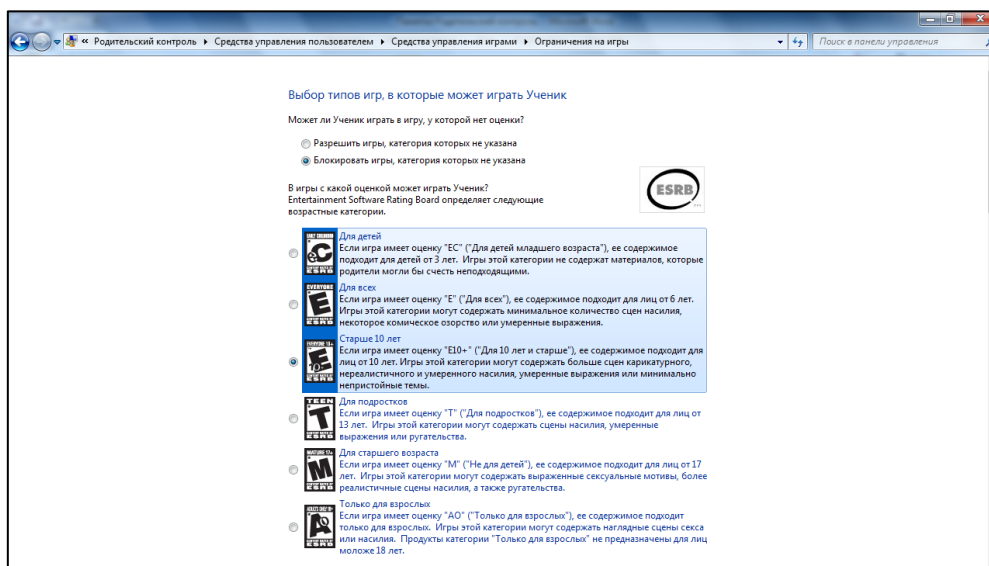 « Родительский контроль ▸ Средства управления пользователем ▸ Средства управления играми ▸ Ограничения на игры
Поиск в панели управления
Выбор типов игр, в которые может играть Ученик
Может ли Ученик играть в игру, у которой нет оценки?
Разрешить игры, категория которых не указана
Блокировать игры, категория которых не указана
В игры с какой оценкой может играть Ученик?
Entertainment Software Rating Board определяет следующие
возрастные категории.
ESRB
Для детей
Если игра имеет оценку "EC" ("Для детей младшего возраста"), ее содержимое
подходит для детей от 3 лет. Игры этой категории не содержат материалов, которые
родители могли бы счесть неподходящими.
EVERYONE
E
ESRB
Для всех
Если игра имеет оценку "E" ("Для всех"), ее содержимое подходит для лиц от 6 лет.
Игры этой категории могут содержать минимальное количество сцен насилия,
некоторое комическое озорство или умеренные выражения.
Старше 10 лет
Если игра имеет оценку "E10+" ("Для 10 лет и старше"), ее содержимое подходит для
лиц от 10 лет. Игры этой категории могут содержать больше сцен карикатурного,
нереалистичного и умеренного насилия, умеренные выражения или минимально
непристойные темы.
TEEN
T
ESRB
Для подростков
Если игра имеет оценку "T" ("Для подростков"), ее содержимое подходит для лиц от
13 лет. Игры этой категории могут содержать сцены насилия, умеренные
выражения или ругательства.
MATURE 17+
M
ESRB
Для старшего возраста
Если игра имеет оценку "M" ("Не для детей"), ее содержимое подходит для лиц от 17
лет. Игры этой категории могут содержать выраженные сексуальные мотивы, более
реалистичные сцены насилия, а также ругательства.
Только для взрослых
Если игра имеет оценку "AO" ("Только для взрослых"), ее содержимое подходит
только для взрослых. Игры этой категории могут содержать наглядные сцены секса
или насилия. Продукты категории "Только для взрослых" не предназначены для лиц
моложе 18 лет.